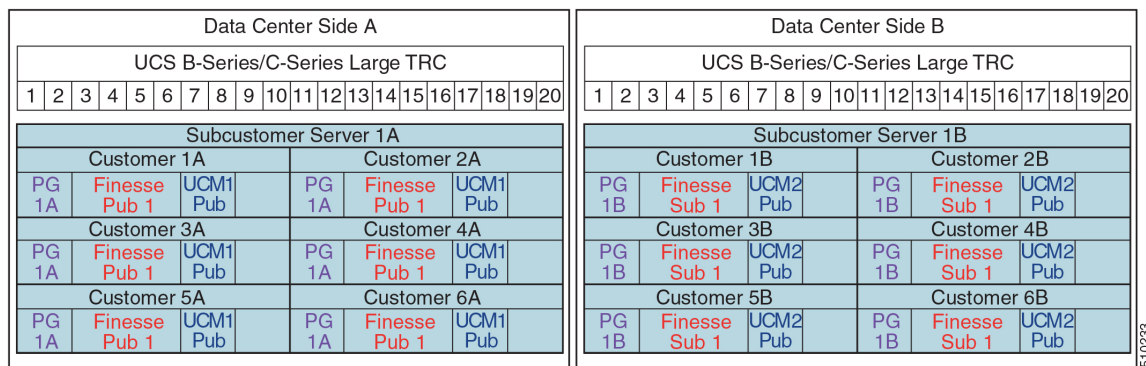 Data Center Side A
UCS B-Series/C-Series Large TRC
1 2 3 4 5 6 7 8 9 10 11 12 13 14 15 16 17 18 19 20
Subcustomer Server 1A
Customer 1A Customer 2A
PG Finesse UCM1 PG Finesse UCM1
1A Pub 1 Pub 1A Pub 1 Pub
Customer 3A Customer 4A
PG Finesse UCM1 PG Finesse UCM1
1A Pub 1 Pub 1A Pub 1 Pub
Customer 5A Customer 6A
PG Finesse UCM1 PG Finesse UCM1
1A Pub 1 Pub 1A Pub 1 Pub
Data Center Side B
UCS B-Series/C-Series Large TRC
1 2 3 4 5 6 7 8 9 10 11 12 13 14 15 16 17 18 19 20
Subcustomer Server 1B
Customer 1B Customer 2B
PG Finesse UCM2 PG Finesse UCM2
1B Sub 1 Pub 1B Sub 1 Pub
Customer 3B Customer 4B
PG Finesse UCM2 PG Finesse UCM2
1B Sub 1 Pub 1B Sub 1 Pub
Customer 5B Customer 6B
PG Finesse UCM2 PG Finesse UCM2
1B Sub 1 Pub 1B Sub 1 Pub